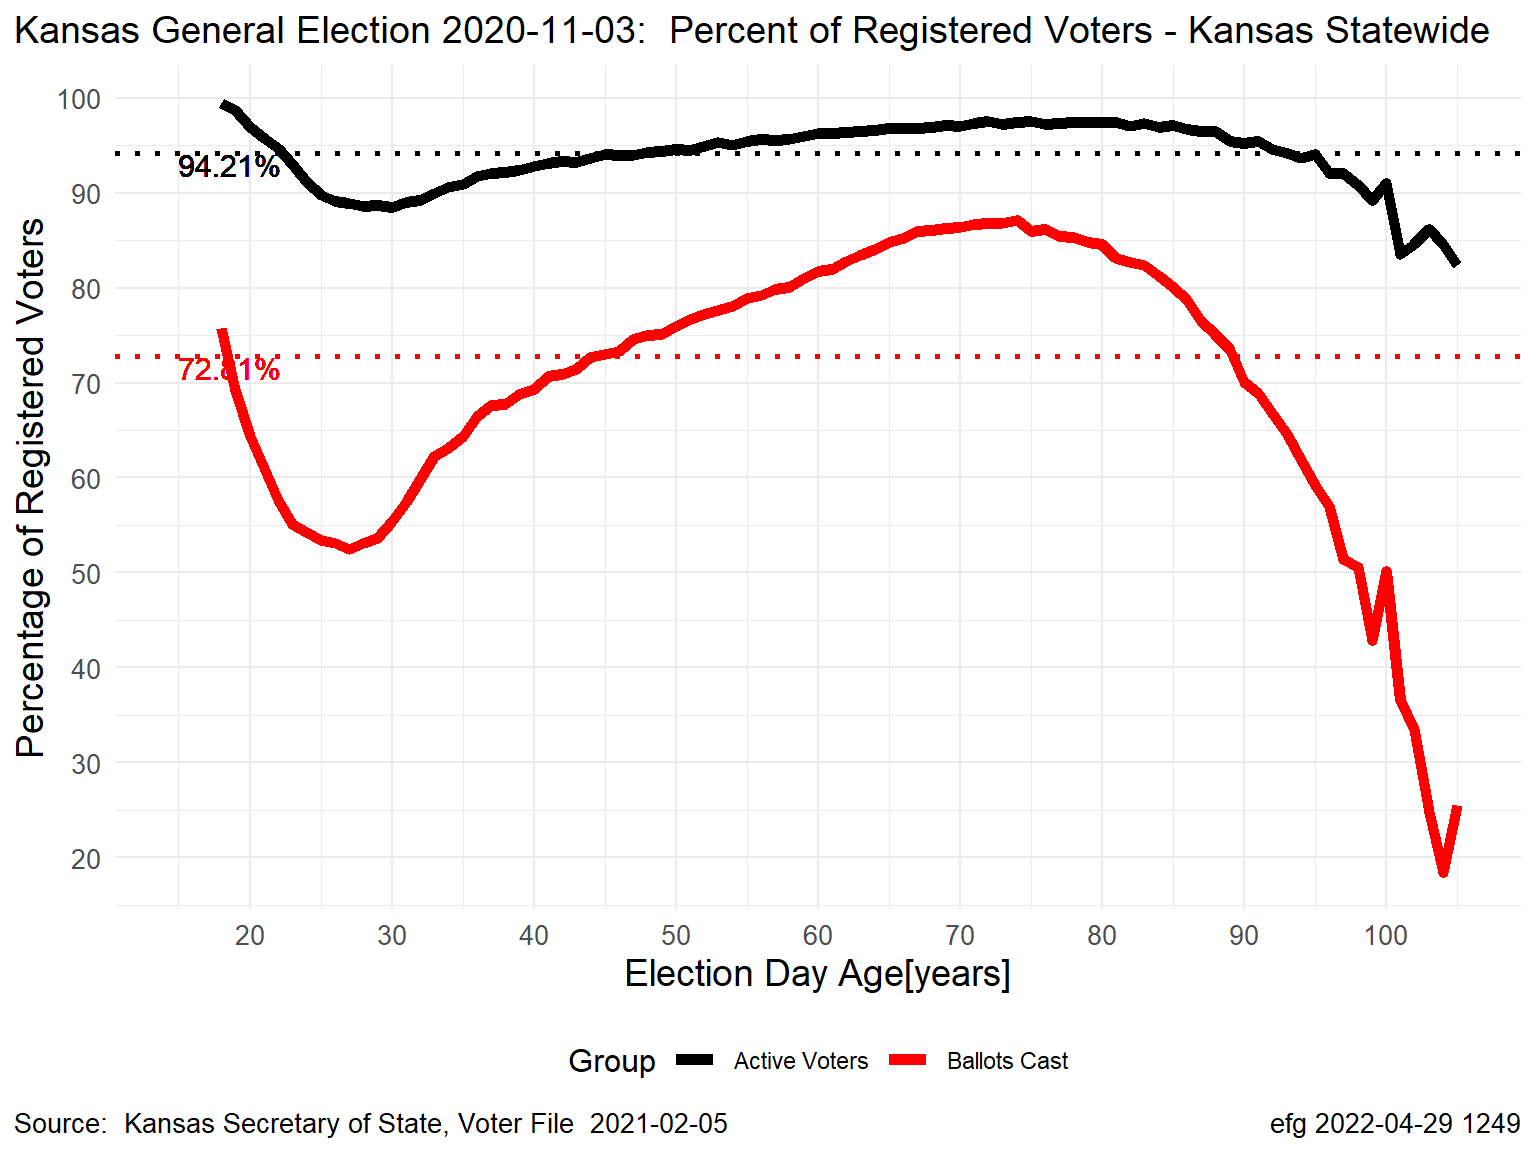 Kansas General Election 2020-11-03:  Percent of Registered Voters - Kansas Statewide
Percentage of Registered Voters
100
90
80
70
60
50
40
30
20
94.21%
72.81%
20 30 40 50 60 70 80 90 100
Election Day Age[years]
Group Active Voters Ballots Cast
Source:  Kansas Secretary of State, Voter File  2021-02-05
efg 2022-04-29 1249